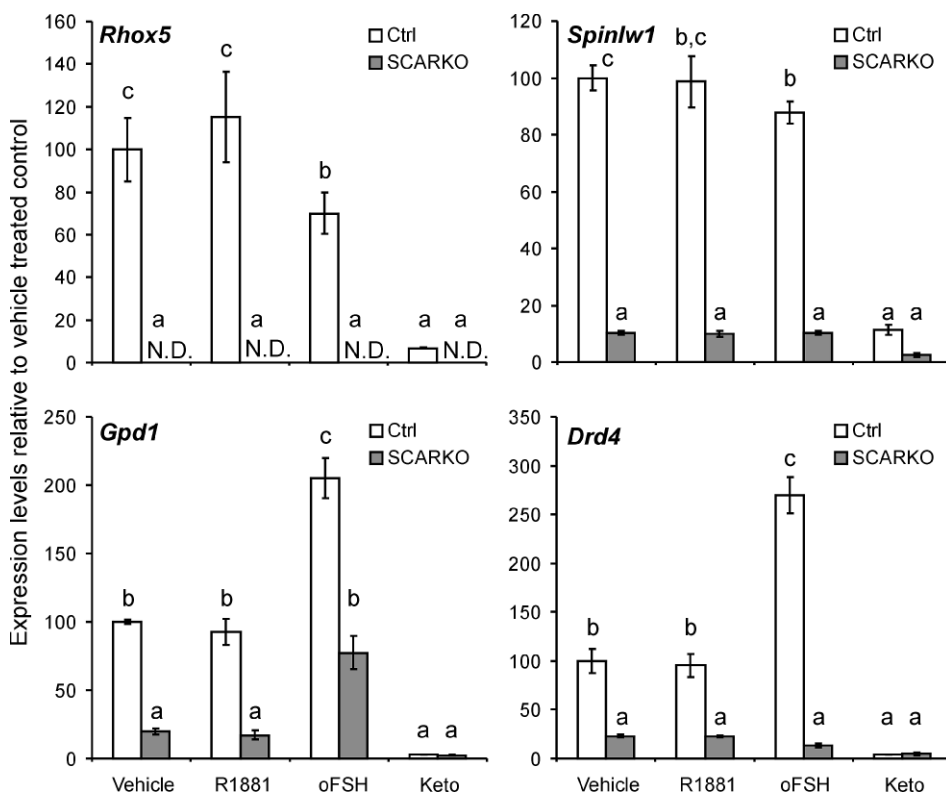 Expression levels relative to vehicle treated control
Rhox5
Ctrl
SCARKO
160
140
120
100
80
60
40
20
0
c
a
N.D.
c
a
N.D.
b
a
N.D.
a
a
N.D.
Spinlw1
Ctrl
SCARKO
120
100
80
60
40
20
0
c
a
b,c
a
b
a
a
a
Gpd1
Ctrl
SCARKO
250
200
150
100
50
0
b
a
b
a
c
b
a
a
Vehicle
R1881
oFSH
Keto
Drd4
Ctrl
SCARKO
350
300
250
200
150
100
50
0
b
a
b
a
c
a
a
a
Vehicle
R1881
oFSH
Keto